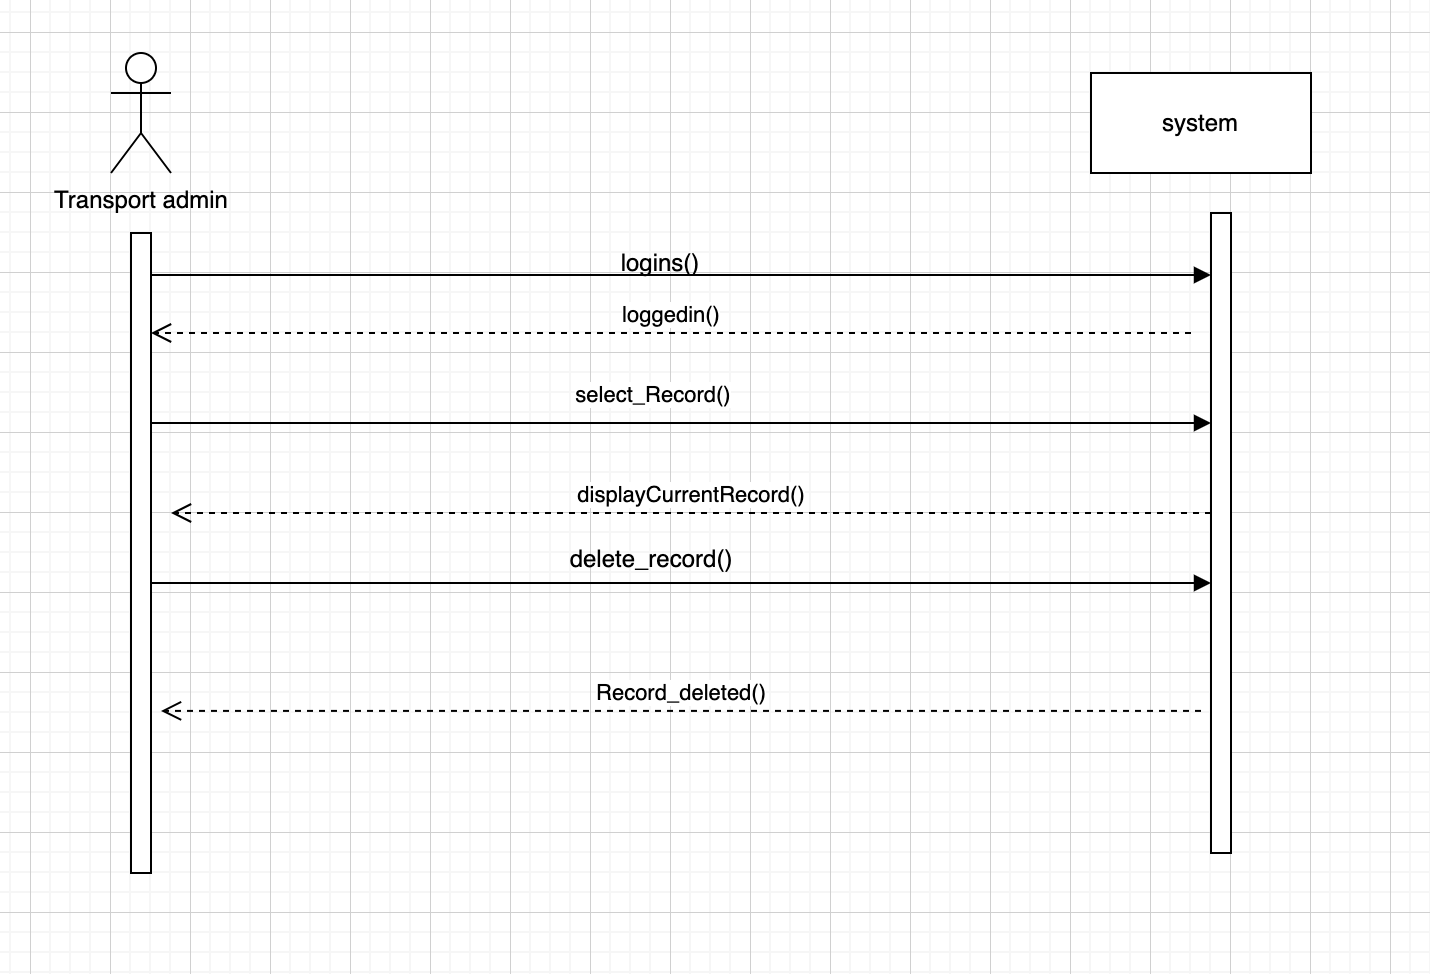 system
Transport admin
logins()
loggedin()
select_Record()
displayCurrentRecord()
delete_record()
Record_deleted()